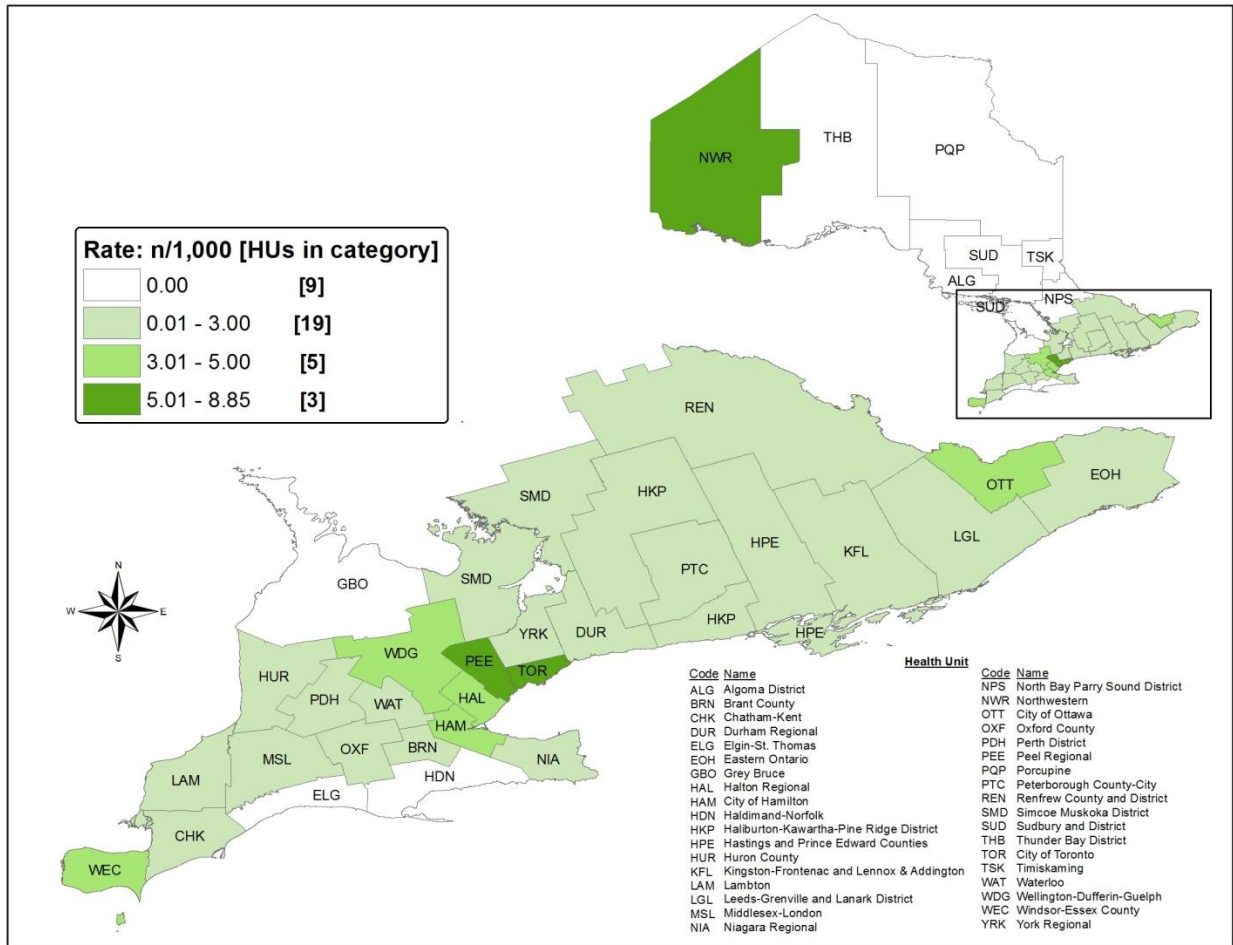 NWR
THB
PQP
SUD
TSK
ALG
NPS
SUD
Rate: n/1,000 [HUs in category]
0.00 [9]
0.01 - 3.00 [19]
3.01 - 5.00 [5]
5.01 - 8.85 [3]
REN
SMD
HKP
OTT
EOH
HPE
KFL
LGL
PTC
GBO
SMD
HKP
HPE
YRK
DUR
WDG
PEE
TOR
HUR
PDH
WAT
HAL
HAM
MSL
OXF
BRN
NIA
HDN
LAM
ELG
CHK
WEC
N
W E
S
Health Unit
Code Name
ALG Algoma District
BRN Brant County
CHK Chatham-Kent
DUR Durham Regional
ELG Elgin-St. Thomas
EOH Eastern Ontario
GBO Grey Bruce
HAL Halton Regional
HAM City of Hamilton
HDN Haldimand-Norfolk
HKP Haliburton-Kawartha-Pine Ridge District
HPE Hastings and Prince Edward Counties
HUR Huron County
KFL Kingston-Frontenac and Lennox & Addington
LAM Lambton
LGL Leeds-Grenville and Lanark District
MSL Middlesex-London
NIA Niagara Regional
Code Name
NPS North Bay Parry Sound District
NWR Northwestern
OTT City of Ottawa
OXF Oxford County
PDH Perth District
PEE Peel Regional
PQP Porcupine
PTC Peterborough County-City
REN Renfrew County and District
SMD Simcoe Muskoka District
SUD Sudbury and District
THB Thunder Bay District
TOR City of Toronto
TSK Timiskaming
WAT Waterloo
WDG Wellington-Dufferin-Guelph
WEC Windsor-Essex County
YRK York Regional